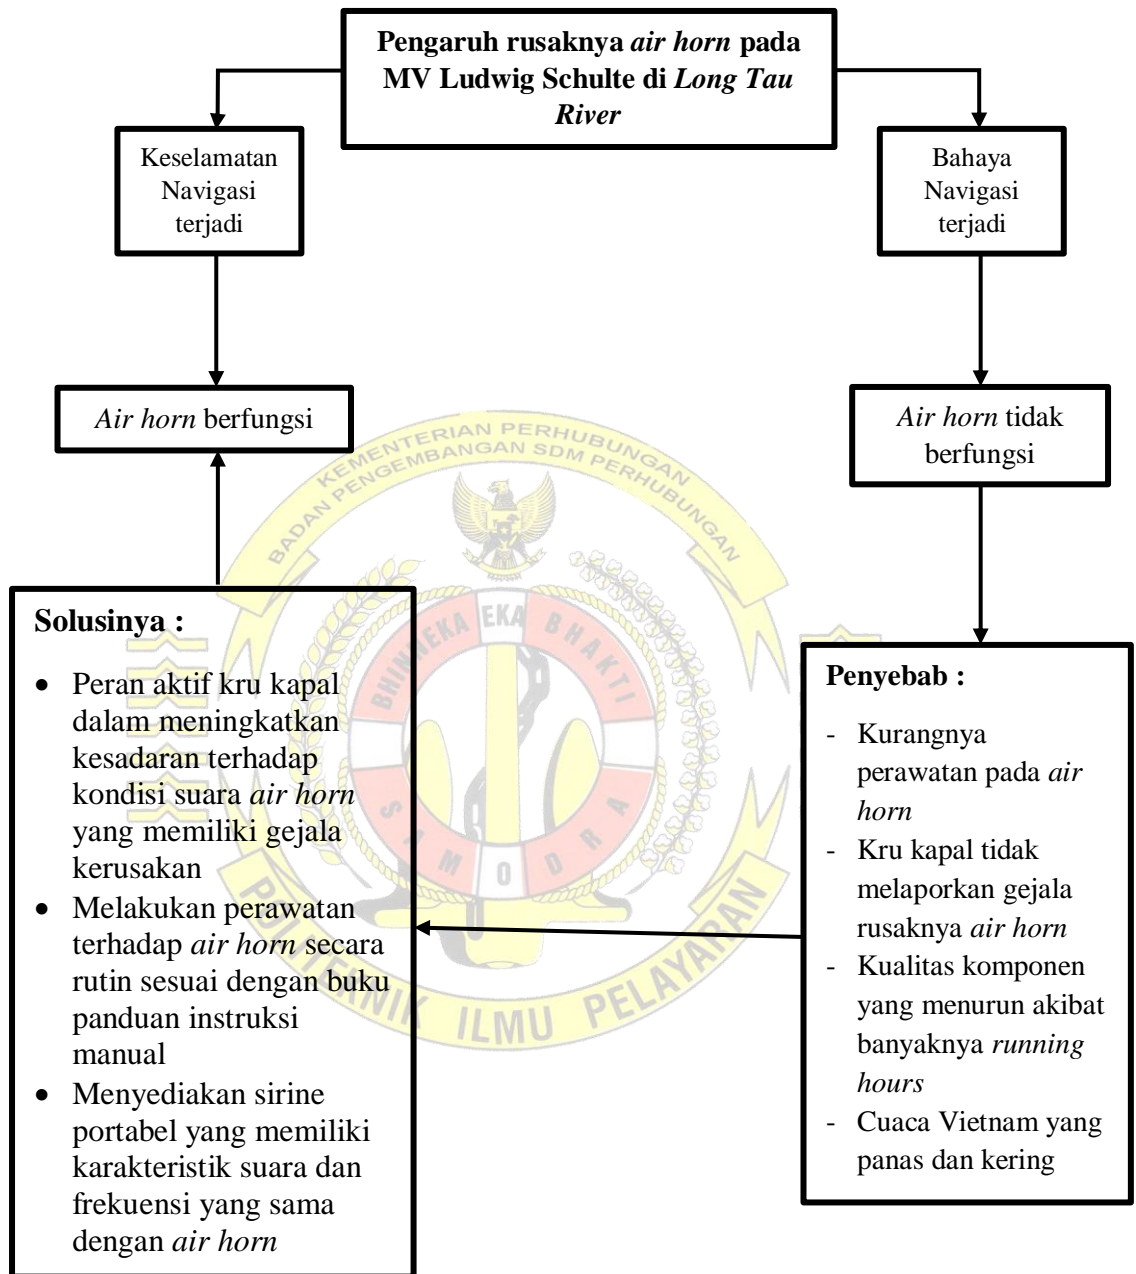 Pengaruh rusaknya air horn pada
MV Ludwig Schulte di Long Tau
River
Keselamatan
Navigasi
terjadi
Bahaya
Navigasi
terjadi
Air horn berfungsi
Air horn tidak
berfungsi
Solusinya :
• Peran aktif kru kapal
dalam meningkatkan
kesadaran terhadap
kondisi suara air horn
yang memiliki gejala
kerusakan
• Melakukan perawatan
terhadap air horn secara
rutin sesuai dengan buku
panduan instruksi
manual
• Menyediakan sirine
portabel yang memiliki
karakteristik suara dan
frekuensi yang sama
dengan air horn
Penyebab :
- Kurangnya
perawatan pada air
horn
- Kru kapal tidak
melaporkan gejala
rusaknya air horn
- Kualitas komponen
yang menurun akibat
banyaknya running
hours
- Cuaca Vietnam yang
panas dan kering
KEMENTERIAN PERHUBUNGAN
BADAN PENGEMBANGAN SDM PERHUBUNGAN
BHINNEKA EKA BHAKTI
SAMODRA
POLITEKNIK ILMU PELAYARAN